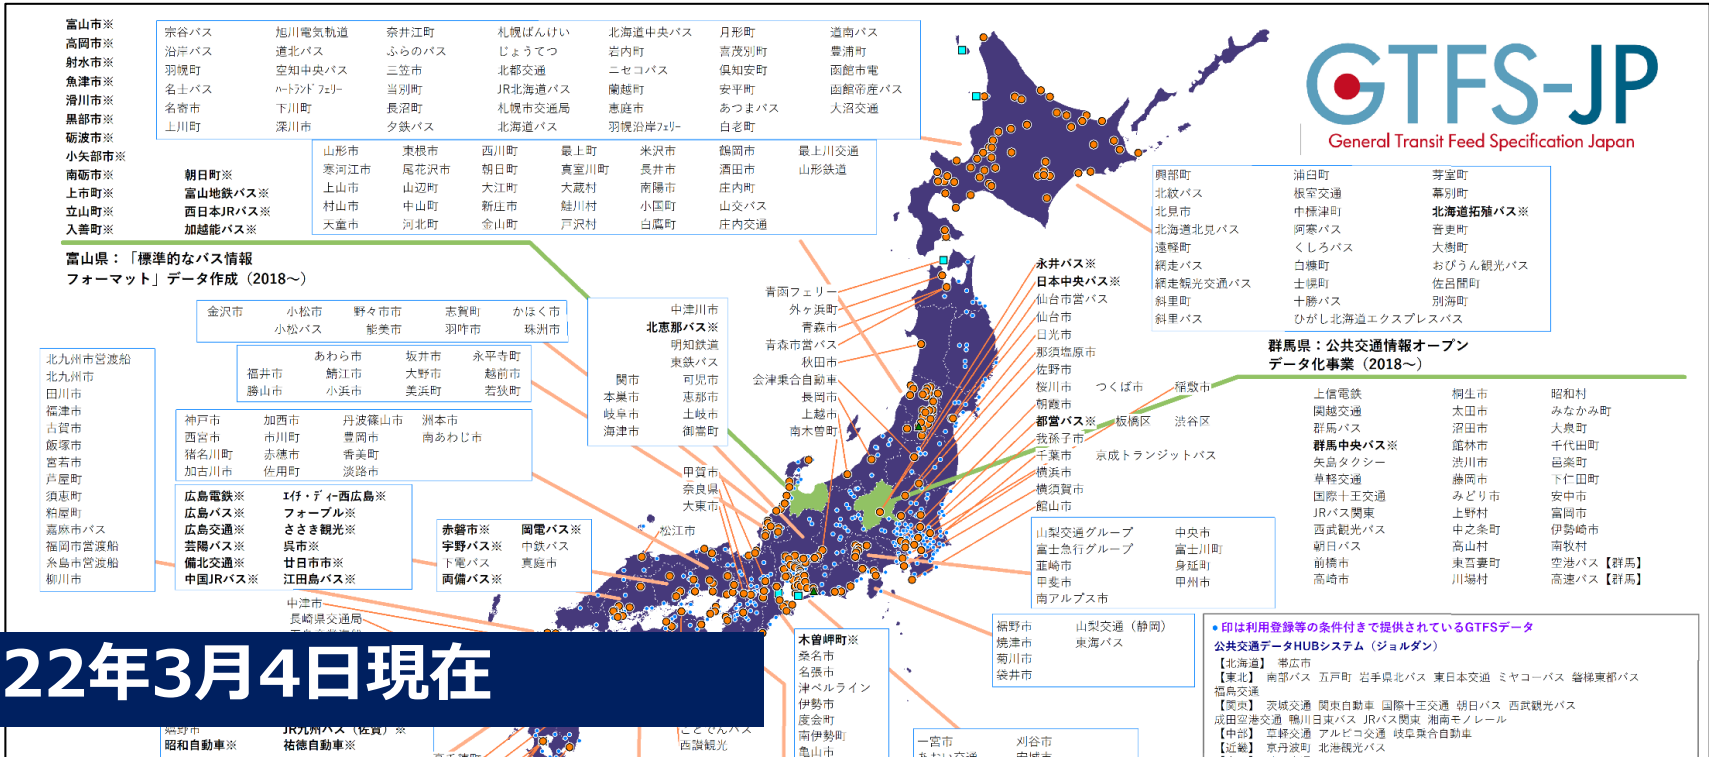 富山市※
高岡市※
射水市※
魚津市※
滑川市※
黒部市※
砺波市※
小矢部市※
南砺市※ 朝日町※
上市町※ 富山地鉄バス※
立山町※ 西日本JRバス※
入善町※ 加越能バス※
富山県：「標準的なバス情報
フォーマット」データ作成（2018～）
宗谷バス 旭川電気軌道 奈井江町 札幌ばんけい 北海道中央バス 月形町 道南バス
沿岸バス 道北バス ふらのバス じょうてつ 岩内町 喜茂別町 豊浦町
羽幌町 空知中央バス 三笠市 北都交通 ニセコバス 倶知安町 函館市電
名士バス ﾊｰﾄﾗﾝﾄﾞﾌｪﾘｰ 当別町 JR北海道バス 蘭越町 安平町 函館帝産バス
名寄市 下川町 長沼町 札幌市交通局 恵庭市 あつまバス 大沼交通
上川町 深川市 夕鉄バス 北海道バス 羽幌沿岸ﾌｪﾘｰ 白老町
山形市 東根市 西川町 最上町 米沢市 鶴岡市 最上川交通
寒河江市 尾花沢市 朝日町 真室川町 長井市 酒田市 山形鉄道
上山市 山辺町 大江町 大蔵村 南陽市 庄内町
村山市 中山町 新庄市 鮭川村 小国町 山交バス
天童市 河北町 金山町 戸沢村 白鷹町 庄内交通
GTFS-JP
General Transit Feed Specification Japan
興部町 浦臼町 芽室町
北紋バス 根室交通 幕別町
北見市 中標津町 北海道拓殖バス※
北海道北見バス 阿寒バス 音更町
遠軽町 くしろバス 大樹町
網走バス 白糠町 おびうん観光バス
網走観光交通バス 士幌町 佐呂間町
斜里町 十勝バス 別海町
斜里バス ひがし北海道エクスプレスバス
群馬県：公共交通情報オープン
データ化事業（2018～）
上信電鉄 桐生市 昭和村
関越交通 太田市 みなかみ町
群馬バス 沼田市 大泉町
群馬中央バス※ 館林市 千代田町
矢島タクシー 渋川市 邑楽町
草軽交通 藤岡市 下仁田町
国際十王交通 みどり市 安中市
JRバス関東 上野村 富岡市
西武観光バス 中之条町 伊勢崎市
朝日バス 高山村 南牧村
前橋市 東吾妻町 空港バス【群馬】
高崎市 川場村 高速バス【群馬】
金沢市 小松市 野々市市 志賀町 かほく市
小松バス 能美市 羽咋市 珠洲市
あわら市 坂井市 永平寺町
福井市 鯖江市 大野市 越前市
勝山市 小浜市 美浜町 若狭町
神戸市 加西市 丹波篠山市 洲本市
西宮市 市川町 豊岡市 南あわじ市
猪名川町 赤穂市 香美町
加古川市 佐用町 淡路市
中津川市
北恵那バス※
明知鉄道
東鉄バス
関市 可児市
本巣市 恵那市
岐阜市 土岐市
海津市 御嵩町
甲賀市
奈良県
大東市
松江市
青函フェリー
外ヶ浜町
青森市
青森市営バス
秋田市
会津乗合自動車
長岡市
上越市
南木曽町
永井バス※
日本中央バス※
仙台市営バス
仙台市
日光市
那須塩原市
佐野市
桜川市 つくば市 稲敷市
朝霞市
都営バス※ 板橋区 渋谷区
我孫子市
千葉市 京成トランジットバス
横浜市
横須賀市
館山市
山梨交通グループ 中央市
富士急行グループ 富士川町
韮崎市 身延町
甲斐市 甲州市
南アルプス市
裾野市 山梨交通（静岡）
焼津市 東海バス
菊川市
袋井市
北九州市営渡船
北九州市
田川市
福津市
古賀市
飯塚市
宮若市
芦屋町
須恵町
粕屋町
嘉麻市バス
福岡市営渡船
糸島市営渡船
柳川市
広島電鉄※ ｴｲﾁ・ﾃﾞｨｰ西広島※
広島バス※ フォーブル※
広島交通※ ささき観光※
芸陽バス※ 呉市※
備北交通※ 廿日市市※
中国JRバス※ 江田島バス※
赤磐市※ 岡電バス※
宇野バス※ 中鉄バス
下電バス 真庭市
両備バス※
中津市
長崎県交通局
22年3月4日現在
嬉野市 JR九州バス（佐賀）※
昭和自動車※ 祐徳自動車※
ことでんバス
西讃観光
木曽岬町※
桑名市
名張市
津ベルライン
伊勢市
度会町
南伊勢町
亀山市
一宮市 刈谷市
● 印は利用登録等の条件付きで提供されているGTFSデータ
公共交通データHUBシステム（ジョルダン）
【北海道】 帯広市
【東北】 南部バス 五戸町 岩手県北バス 東日本交通 ミヤコーバス 磐梯東都バス
福島交通
【関東】 茨城交通 関東自動車 国際十王交通 朝日バス 西武観光バス
成田空港交通 鴨川日東バス JRバス関東 湘南モノレール
【中部】 草軽交通 アルピコ交通 岐阜乗合自動車
【近畿】 京丹波町 北港観光バス